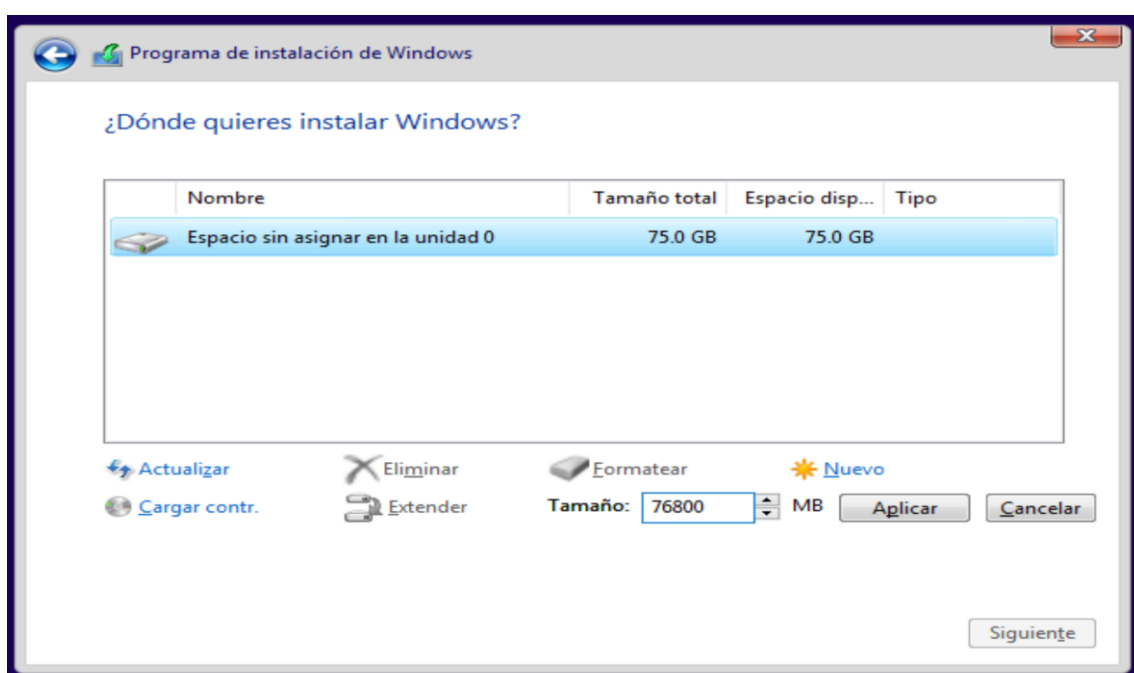 Programa de instalación de Windows
¿Dónde quieres instalar Windows?
Nombre Tamaño total Espacio disp... Tipo
Espacio sin asignar en la unidad 0 75.0 GB 75.0 GB
Actualizar Eliminar Formatear Nuevo
Cargar contr. Extender Tamaño: 76800 MB Aplicar Cancelar
Siguiente